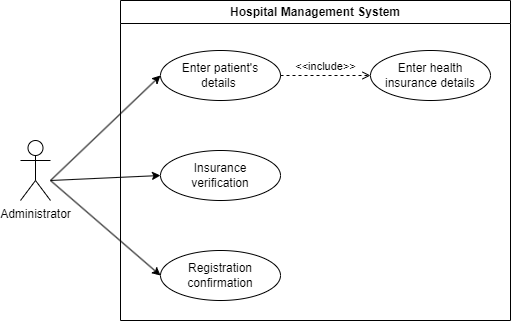 Hospital Management System
Enter patient's
details
<<include>>
Enter health
insurance details
Insurance
verification
Administrator
Registration
confirmation